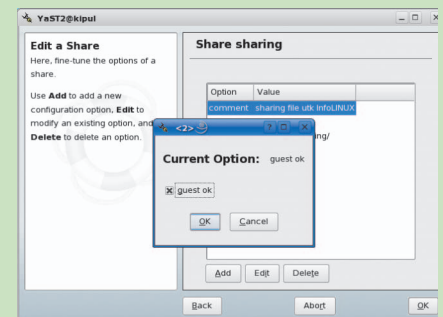 YaST2@kipul
Edit a Share
Here, fine-tune the options of a
share.
Use Add to add a new
configuration option, Edit to
modify an existing option, and
Delete to delete an option.
Share sharing
Option Value
comment sharing file utk InfoLINUX
ng/
<2>
Current Option: guest ok
guest ok
OK Cancel
Add Edit Delete
Back Abort OK